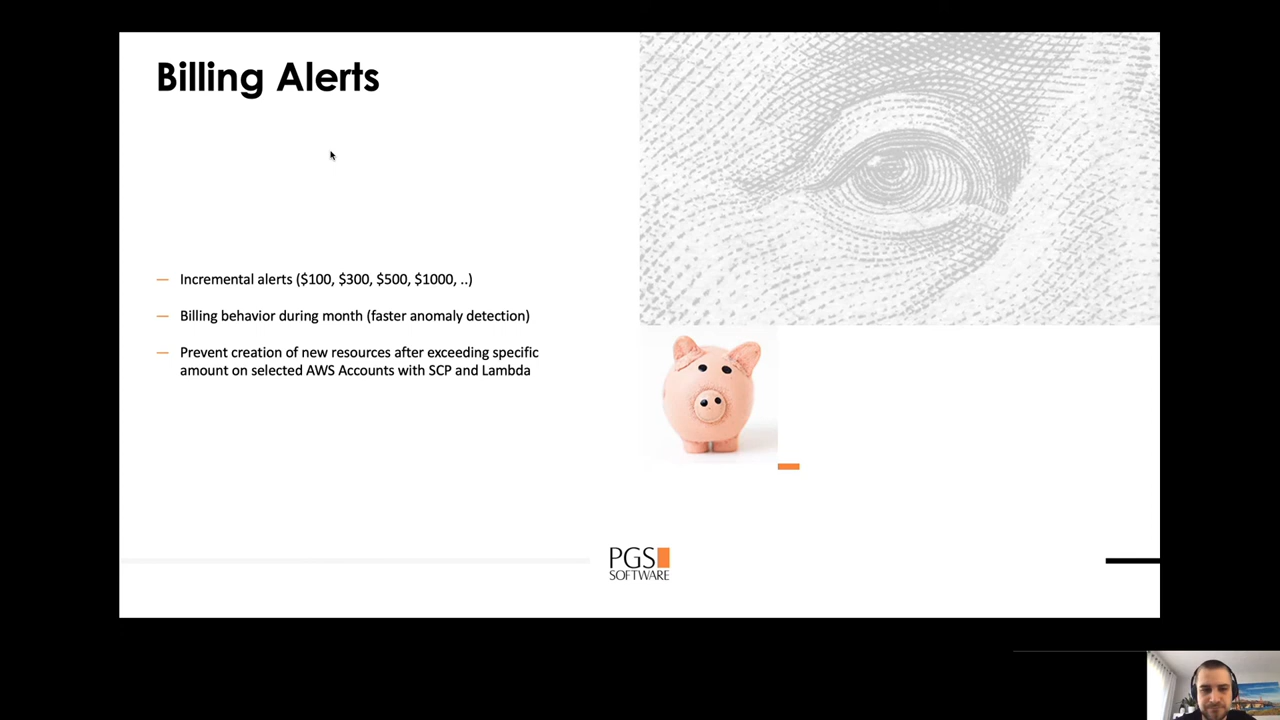 Billing Alerts
— Incremental alerts ($100, $300, $500, $1000, ..)
— Billing behavior during month (faster anomaly detection)
— Prevent creation of new resources after exceeding specific
amount on selected AWS Accounts with SCP and Lambda
PGS
SOFTWARE